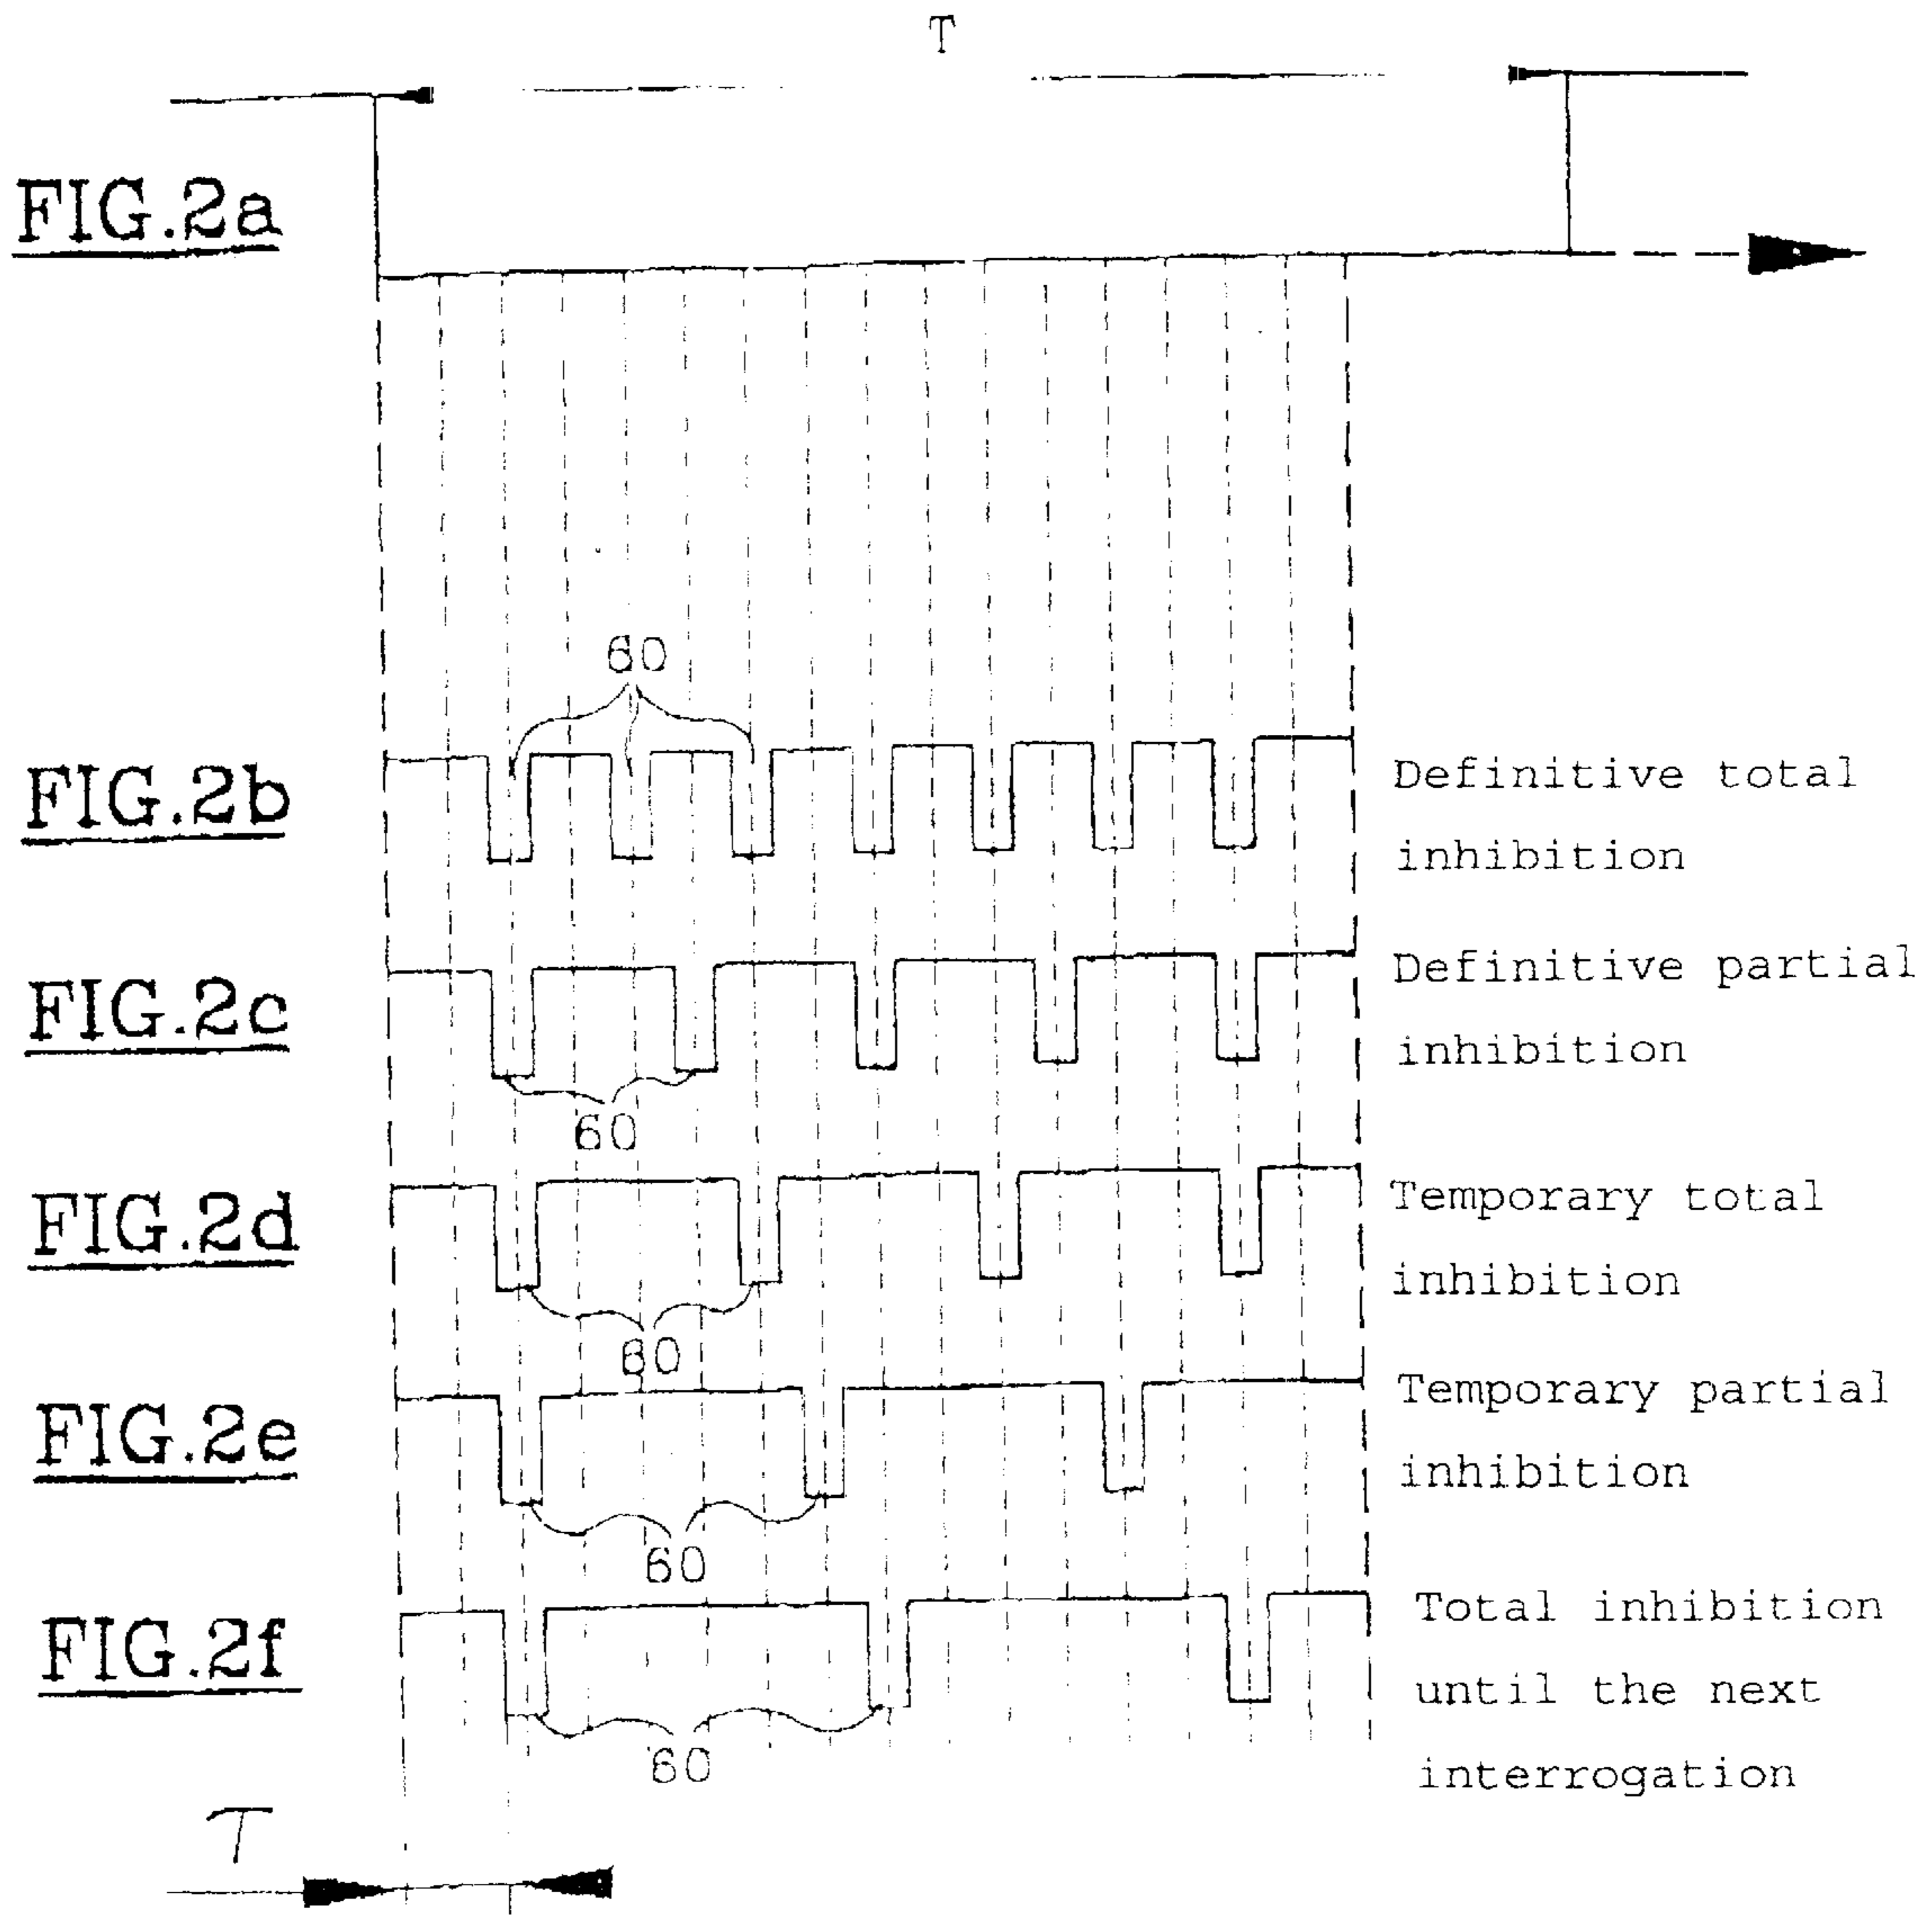 T
FIG.2a
60
FIG.2b
Definitive total
inhibition
FIG.2c
Definitive partial
inhibition
60
FIG.2d
Temporary total
inhibition
60
FIG.2e
Temporary partial
inhibition
60
FIG.2f
Total inhibition
until the next
interrogation
60
T